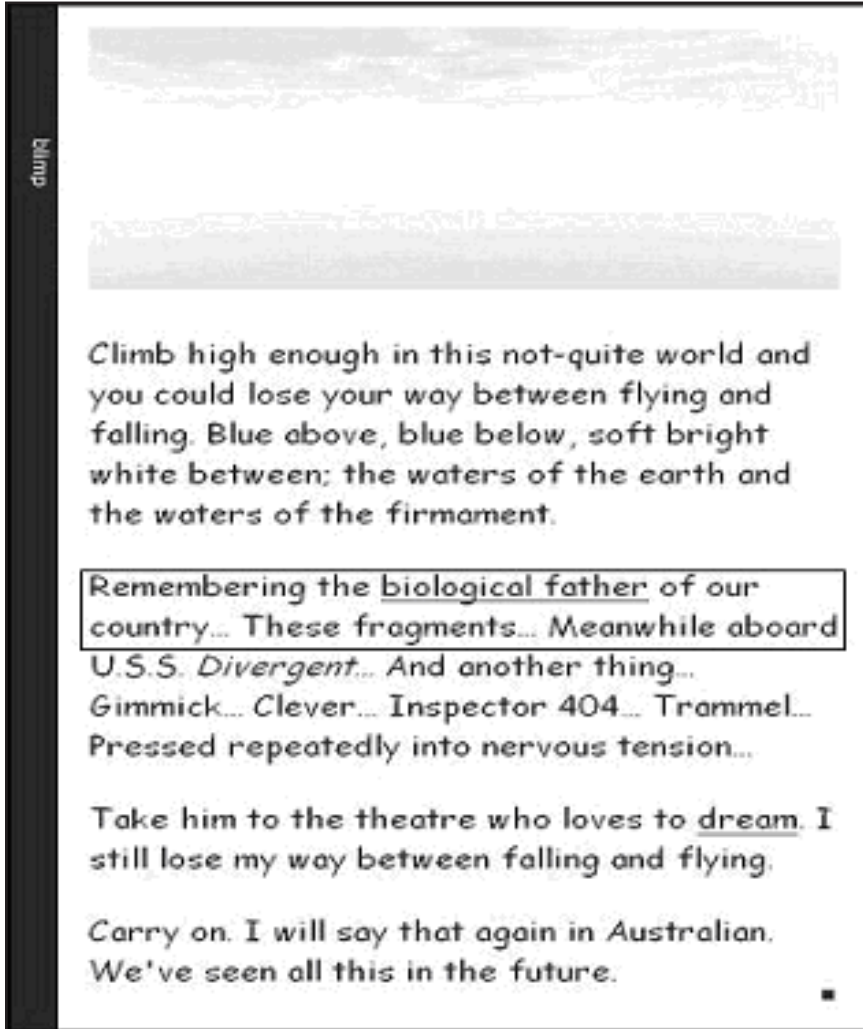 blimp
Climb high enough in this not-quite world and
you could lose your way between flying and
falling. Blue above, blue below, soft bright
white between; the waters of the earth and
the waters of the firmament.
Remembering the biological father of our
country... These fragments... Meanwhile aboard
U.S.S. Divergent... And another thing...
Gimmick... Clever... Inspector 404... Trammel...
Pressed repeatedly into nervous tension...
Take him to the theatre who loves to dream. I
still lose my way between falling and flying.
Carry on. I will say that again in Australian.
We've seen all this in the future.